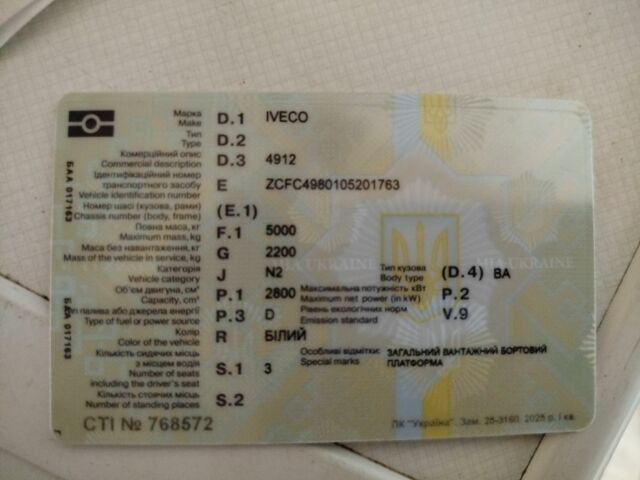 Марка
Make D.1 IVECO
Тип
Type D.2
Комерційний опис
Commercial description D.3 4912
Ідентифікаційний номер
транспортного засобу E ZCFC4980105201763
Vehicle identification number
Номер шасі (кузова, рами) (E.1)
Chassis number (body, frame)
Повна маса, кг F.1 5000
Maximum mass, kg
Маса без навантаження, кг G 2200
Mass of the vehicle in service, kg
Категорія J N2 Тип кузова (D.4) BA
Vehicle category Body type
Об'єм двигуна, см³ P.1 2800 Максимальна потужність кВт P.2
Capacity, cm³ Maximum net power (in kW)
Тип палива або джерела енергії P.3 D Рівень екологічних норм V.9
Type of fuel or power source Emission standard
Колір R БІЛИЙ
Color of the vehicle
Кількість сидячих місць Особливі відмітки: ЗАГАЛЬНИЙ ВАНТАЖНИЙ БОРТОВИЙ
з місцем водія S.1 3 Special marks ПЛАТФОРМА
Number of seats
including the driver's seat
Кількість стоячих місць S.2
Number of standing places
СТІ № 768572
БАА 017163
БАА 017163
MIA UKRAINE
MIA UKRAINE